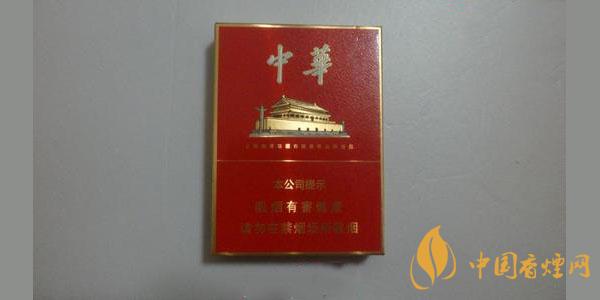 中華
本公司提示
吸烟有害健康
请勿在禁烟场所吸烟
中国香烟网